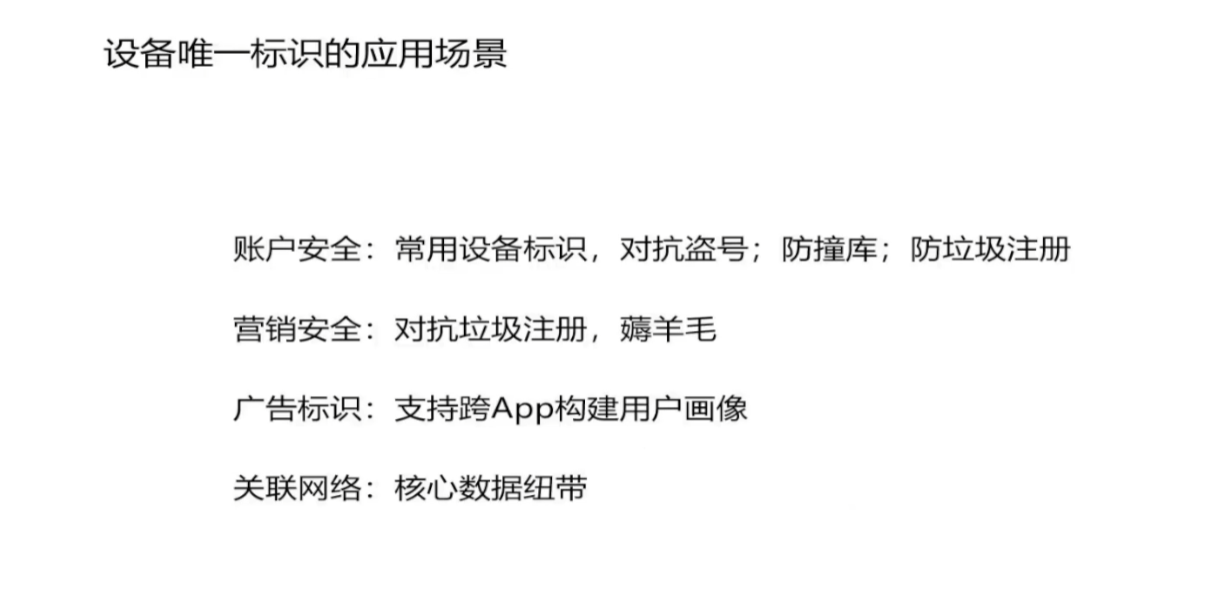 设备唯一标识的应用场景
账户安全：常用设备标识，对抗盗号；防撞库；防垃圾注册
营销安全：对抗垃圾注册，薅羊毛
广告标识：支持跨App构建用户画像
关联网络：核心数据纽带